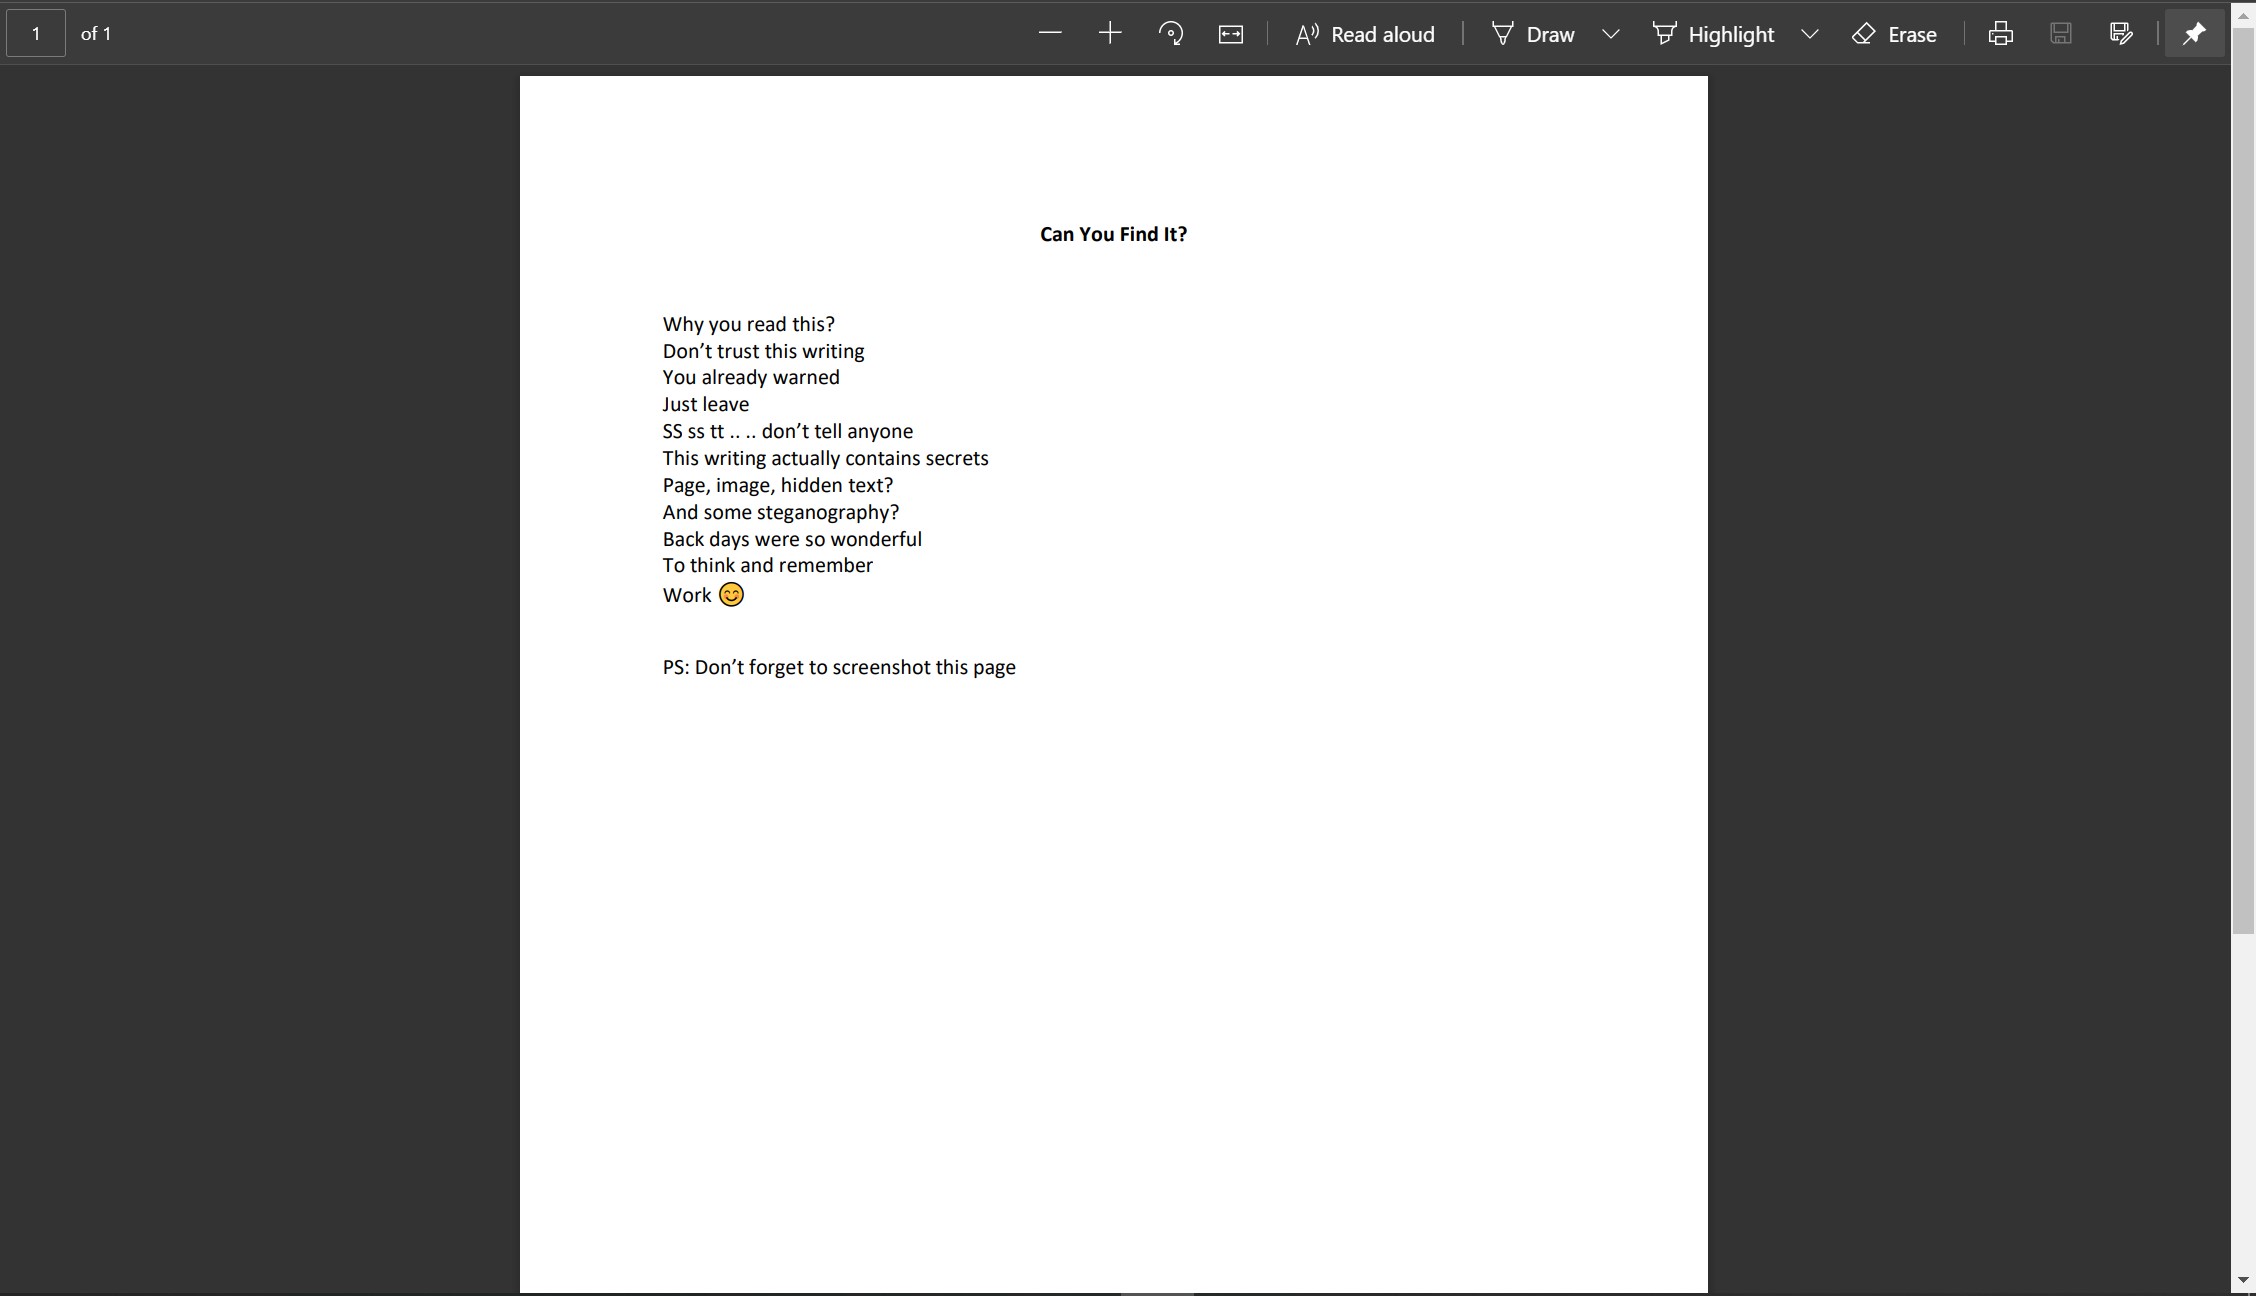 1 of 1 Read aloud Draw Highlight Erase
Can You Find It?
Why you read this?
Don’t trust this writing
You already warned
Just leave
SS ss tt .. .. don’t tell anyone
This writing actually contains secrets
Page, image, hidden text?
And some steganography?
Back days were so wonderful
To think and remember
Work 😊
PS: Don’t forget to screenshot this page